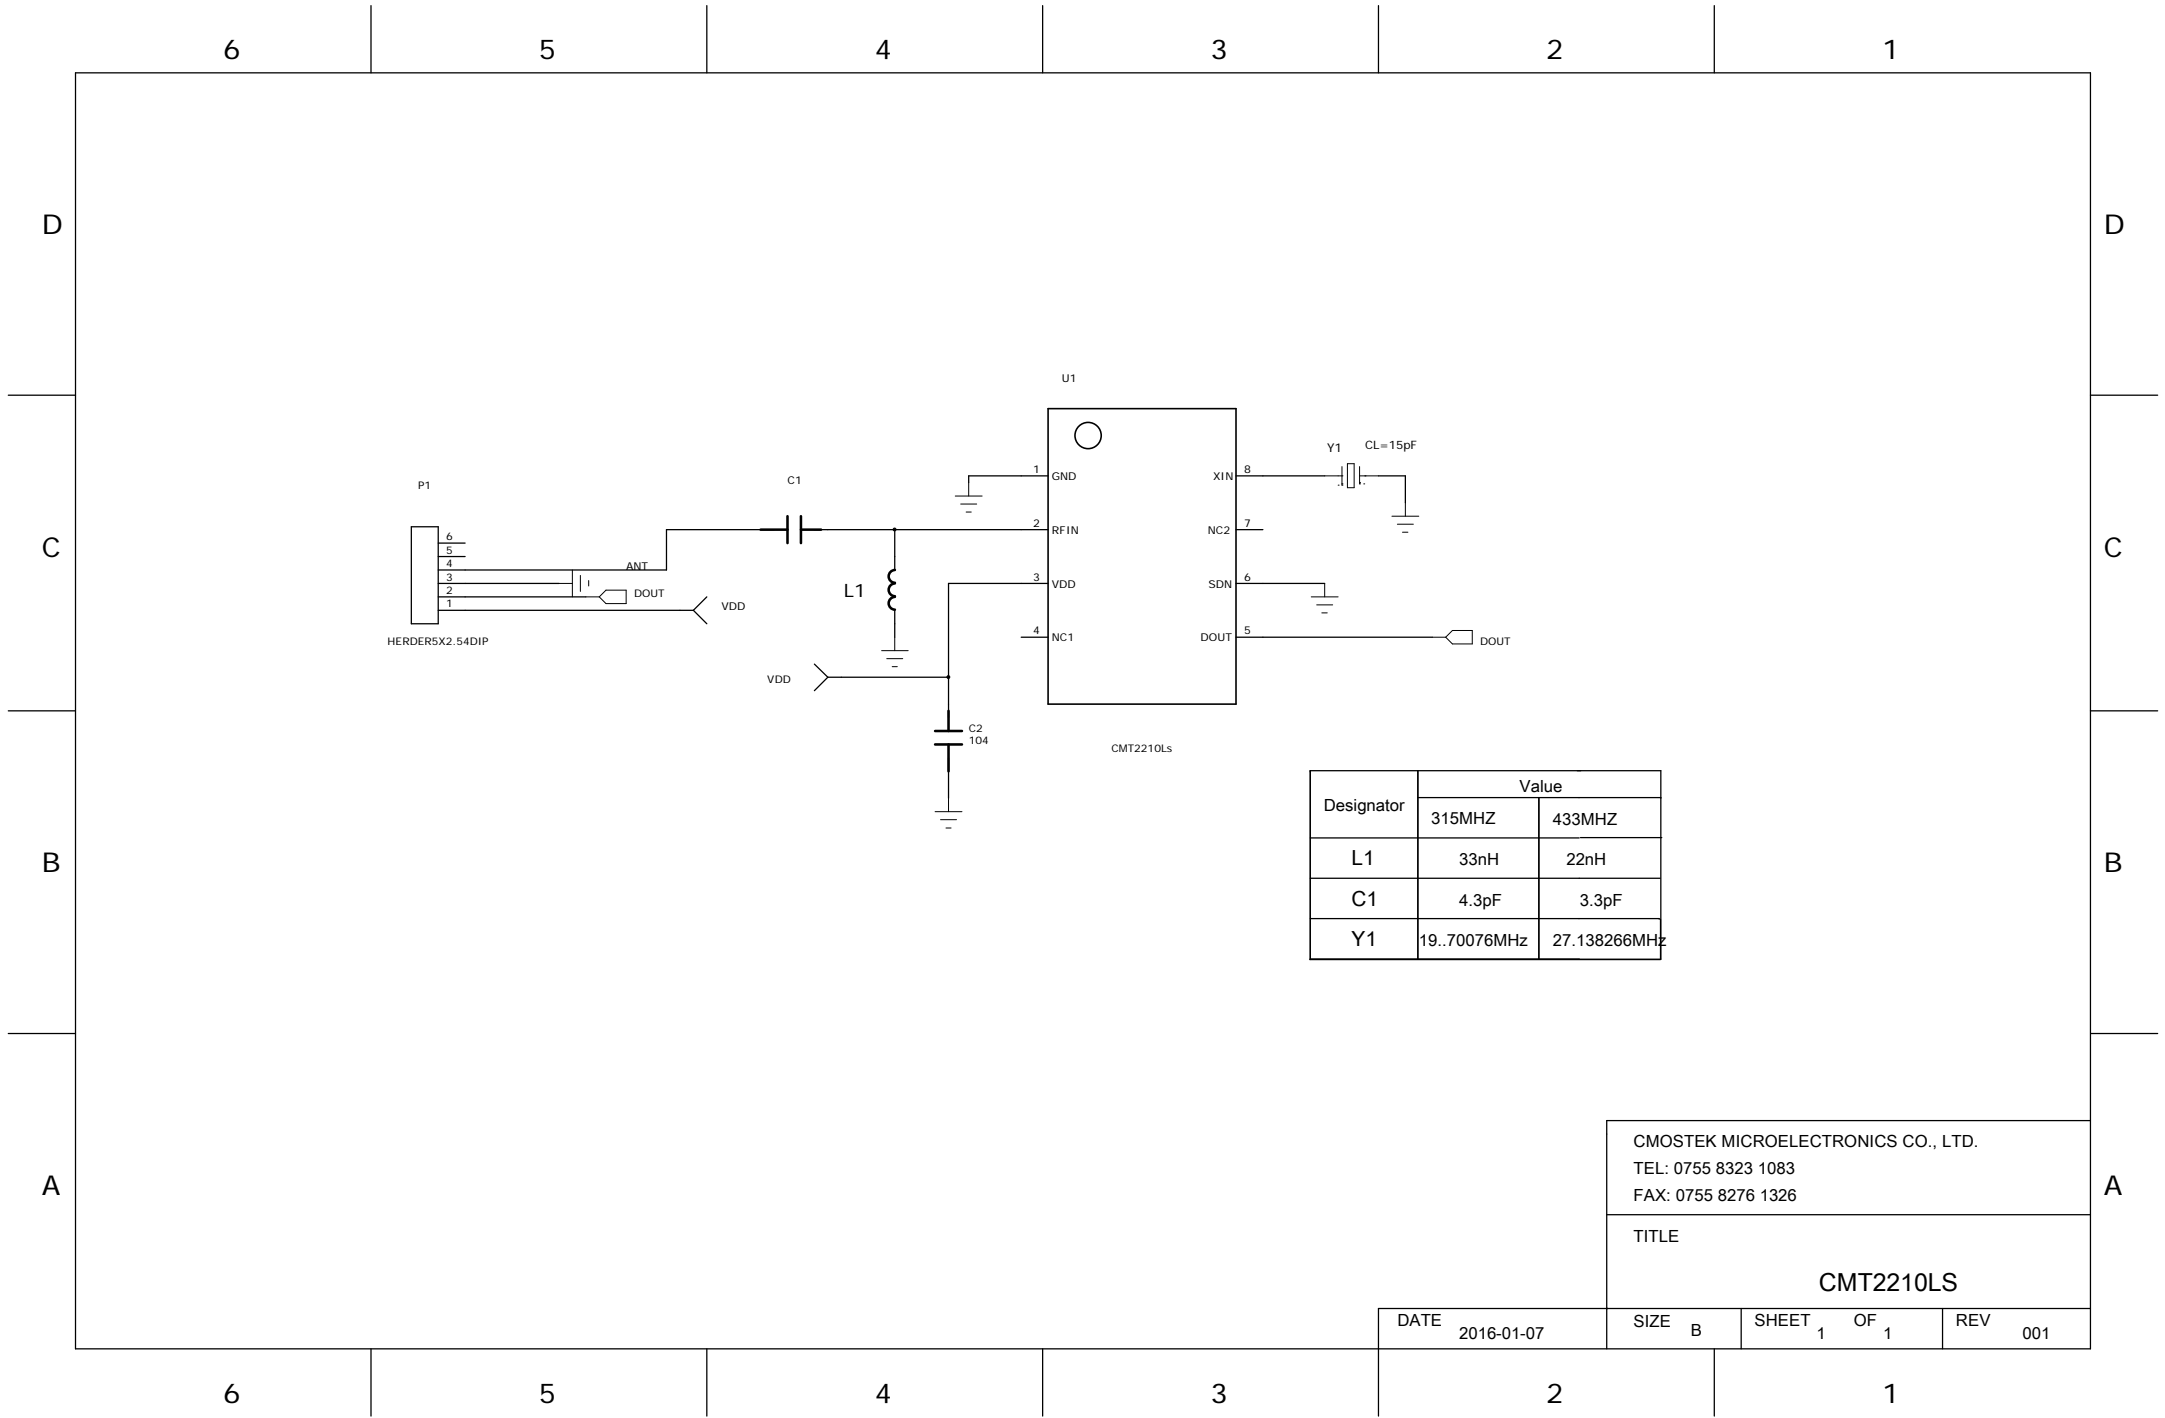 6 5 4 3 2 1
D D
U1
Y1 CL=15pF
1 GND XIN 8
C1
P1
2 RFIN NC2 7
6
5
4 ANT
3
2 DOUT
1 VDD
C C
L1
3 VDD SDN 6
HERDER5X2.54DIP
4 NC1 DOUT 5 DOUT
VDD
C2
104
CMT2210Ls
Designator Value
315MHZ 433MHZ
L1 33nH 22nH
C1 4.3pF 3.3pF
Y1 19..70076MHz 27.138266MHz
B B
CMOSTEK MICROELECTRONICS CO., LTD.
TEL: 0755 8323 1083
FAX: 0755 8276 1326
A A
TITLE
CMT2210LS
DATE 2016-01-07 SIZE B SHEET 1 OF 1 REV 001
6 5 4 3 2 1